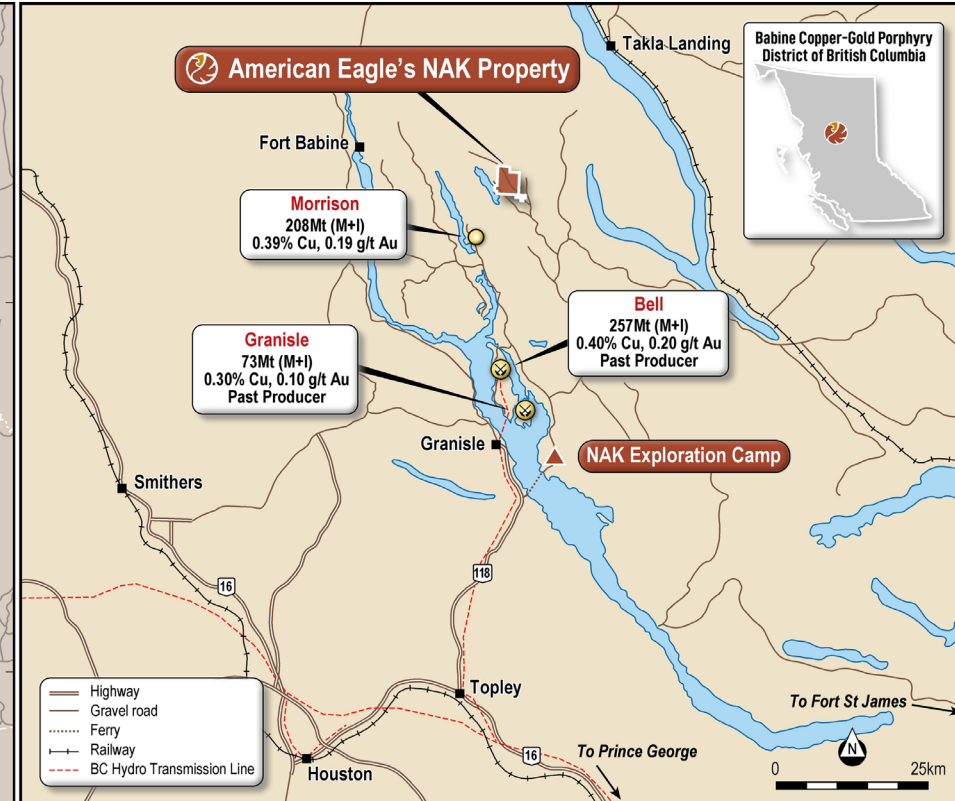 American Eagle's NAK Property
Takla Landing
Babine Copper-Gold Porphyry
District of British Columbia
Fort Babine
Morrison
208Mt (M+I)
0.39% Cu, 0.19 g/t Au
Bell
257Mt (M+I)
0.40% Cu, 0.20 g/t Au
Past Producer
Granisle
73Mt (M+I)
0.30% Cu, 0.10 g/t Au
Past Producer
Granisle
NAK Exploration Camp
Smithers
16
118
Topley
To Fort St James
Highway
Gravel road
Ferry
Railway
BC Hydro Transmission Line
Houston
16
To Prince George
N
0 25km